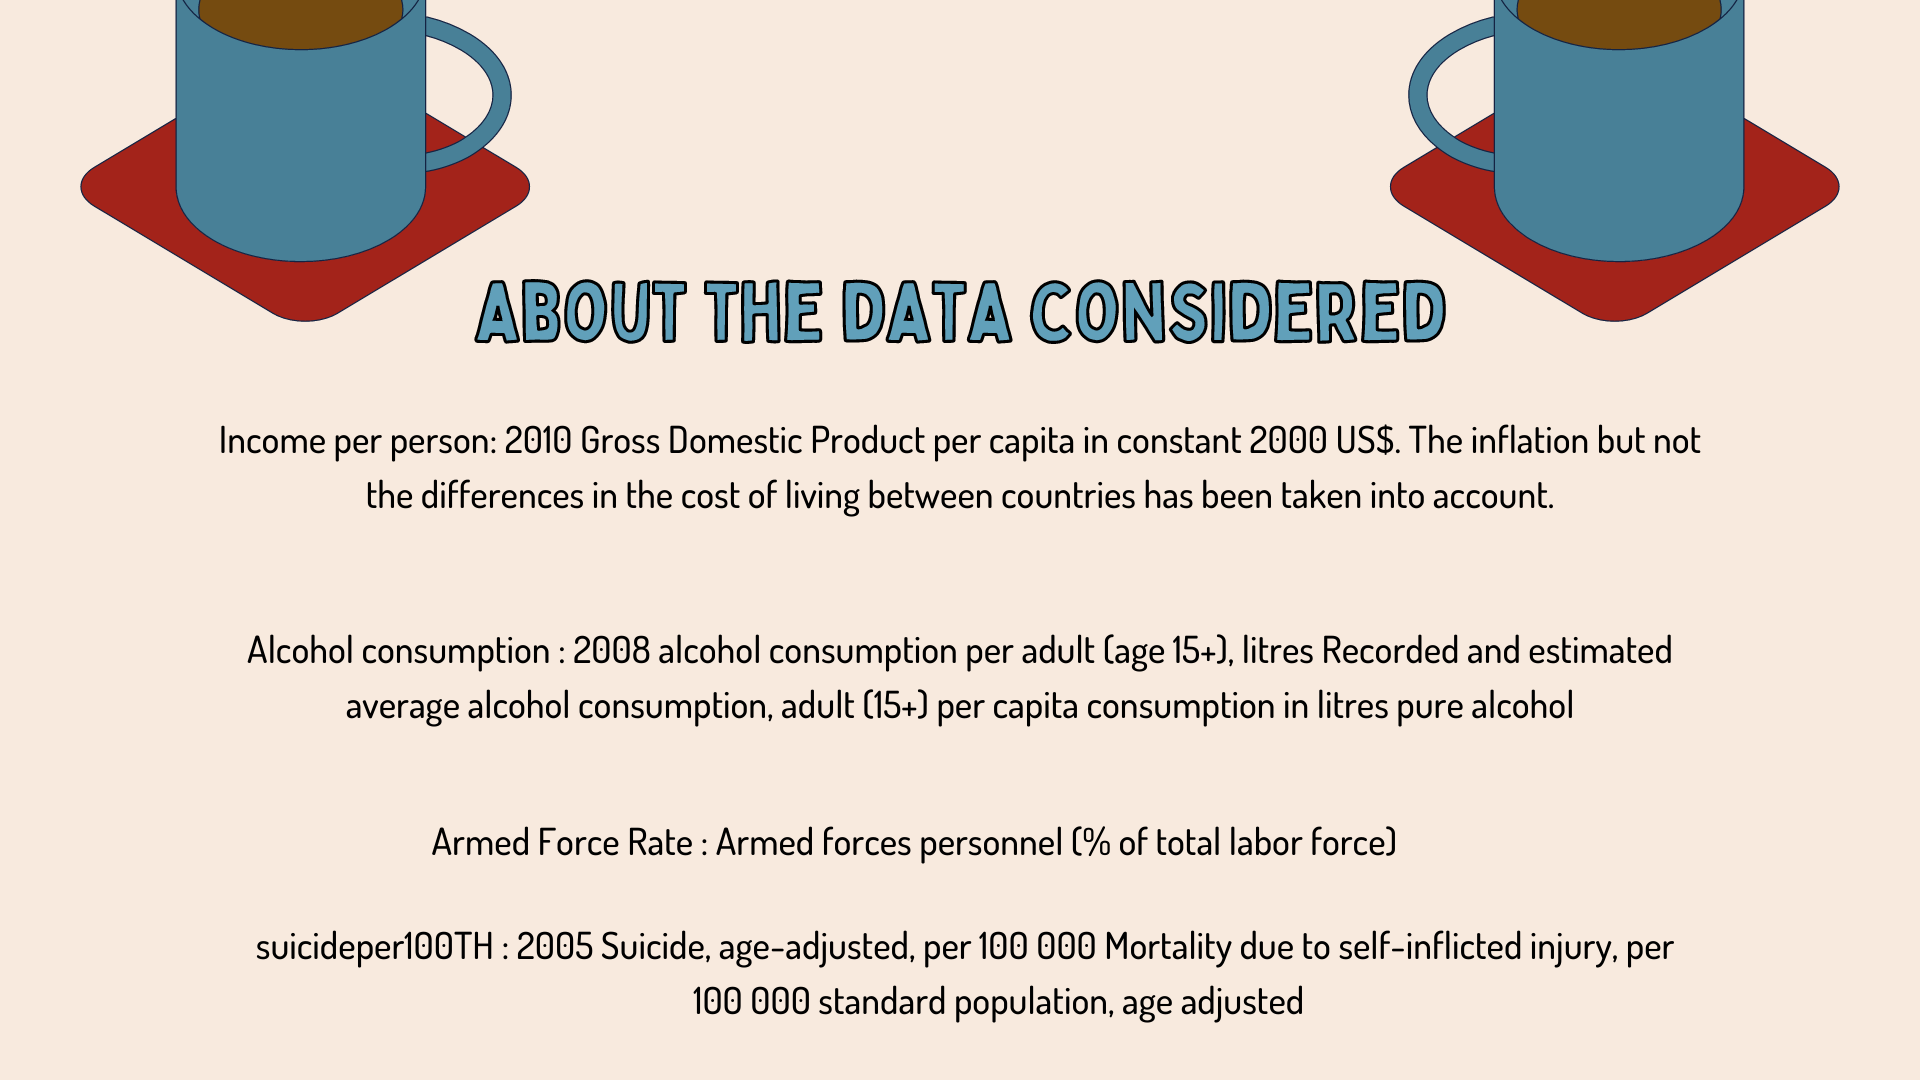 ABOUT THE DATA CONSIDERED
Income per person: 2010 Gross Domestic Product per capita in constant 2000 US$. The inflation but not
the differences in the cost of living between countries has been taken into account.
Alcohol consumption : 2008 alcohol consumption per adult (age 15+), litres Recorded and estimated
average alcohol consumption, adult (15+) per capita consumption in litres pure alcohol
Armed Force Rate : Armed forces personnel (% of total labor force)
suicideper100TH : 2005 Suicide, age-adjusted, per 100 000 Mortality due to self-inflicted injury, per
100 000 standard population, age adjusted